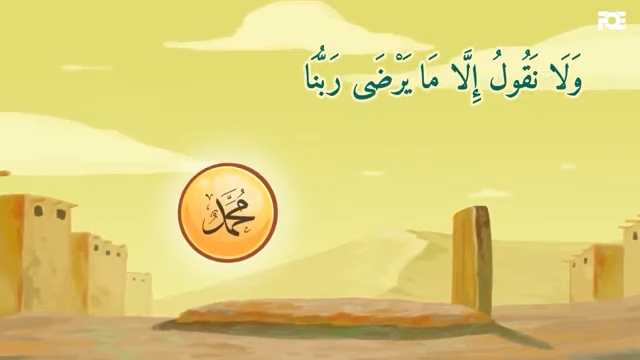 وَلَا نَقُولُ إِلَّا مَا يَرْضَى رَبُّنَا
مُحَمَّد